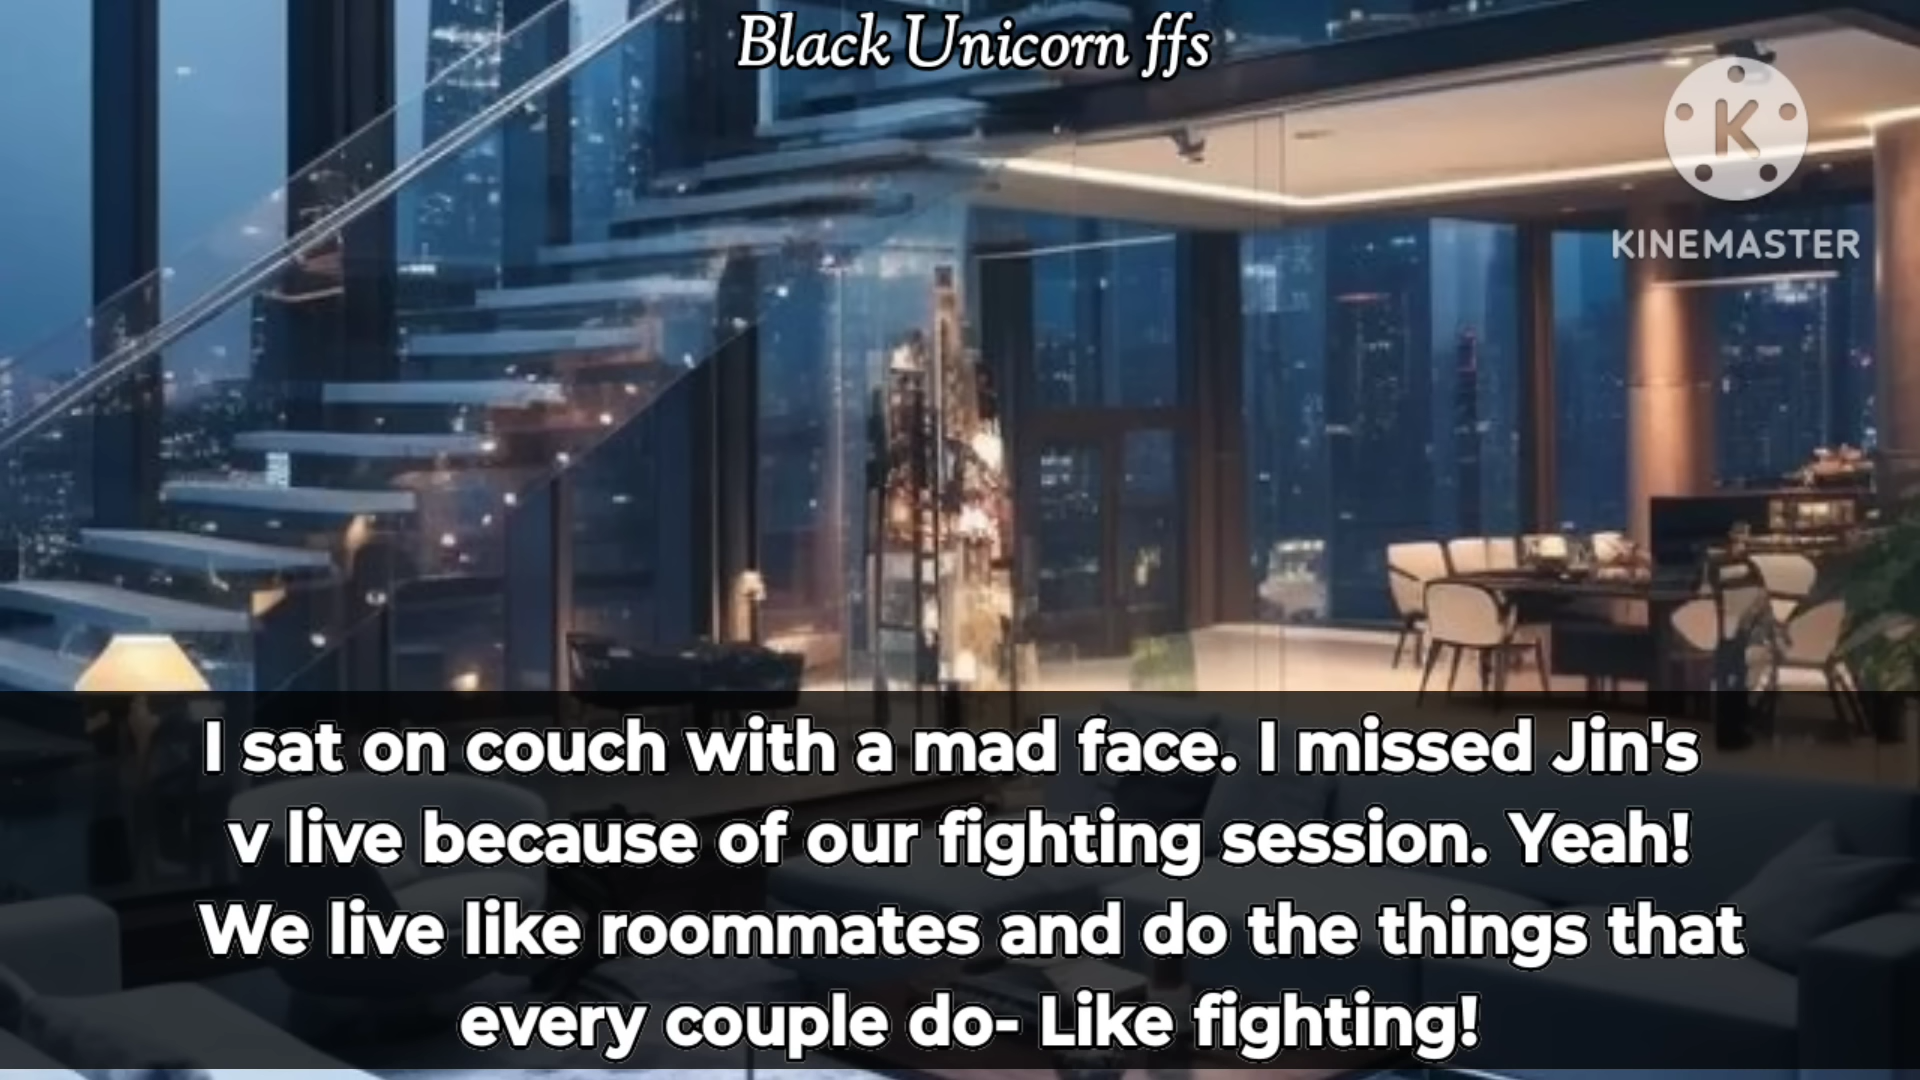 Black Unicorn ffs
K
KINEMASTER
I sat on couch with a mad face. I missed Jin's
v live because of our fighting session. Yeah!
We live like roommates and do the things that
every couple do- Like fighting!